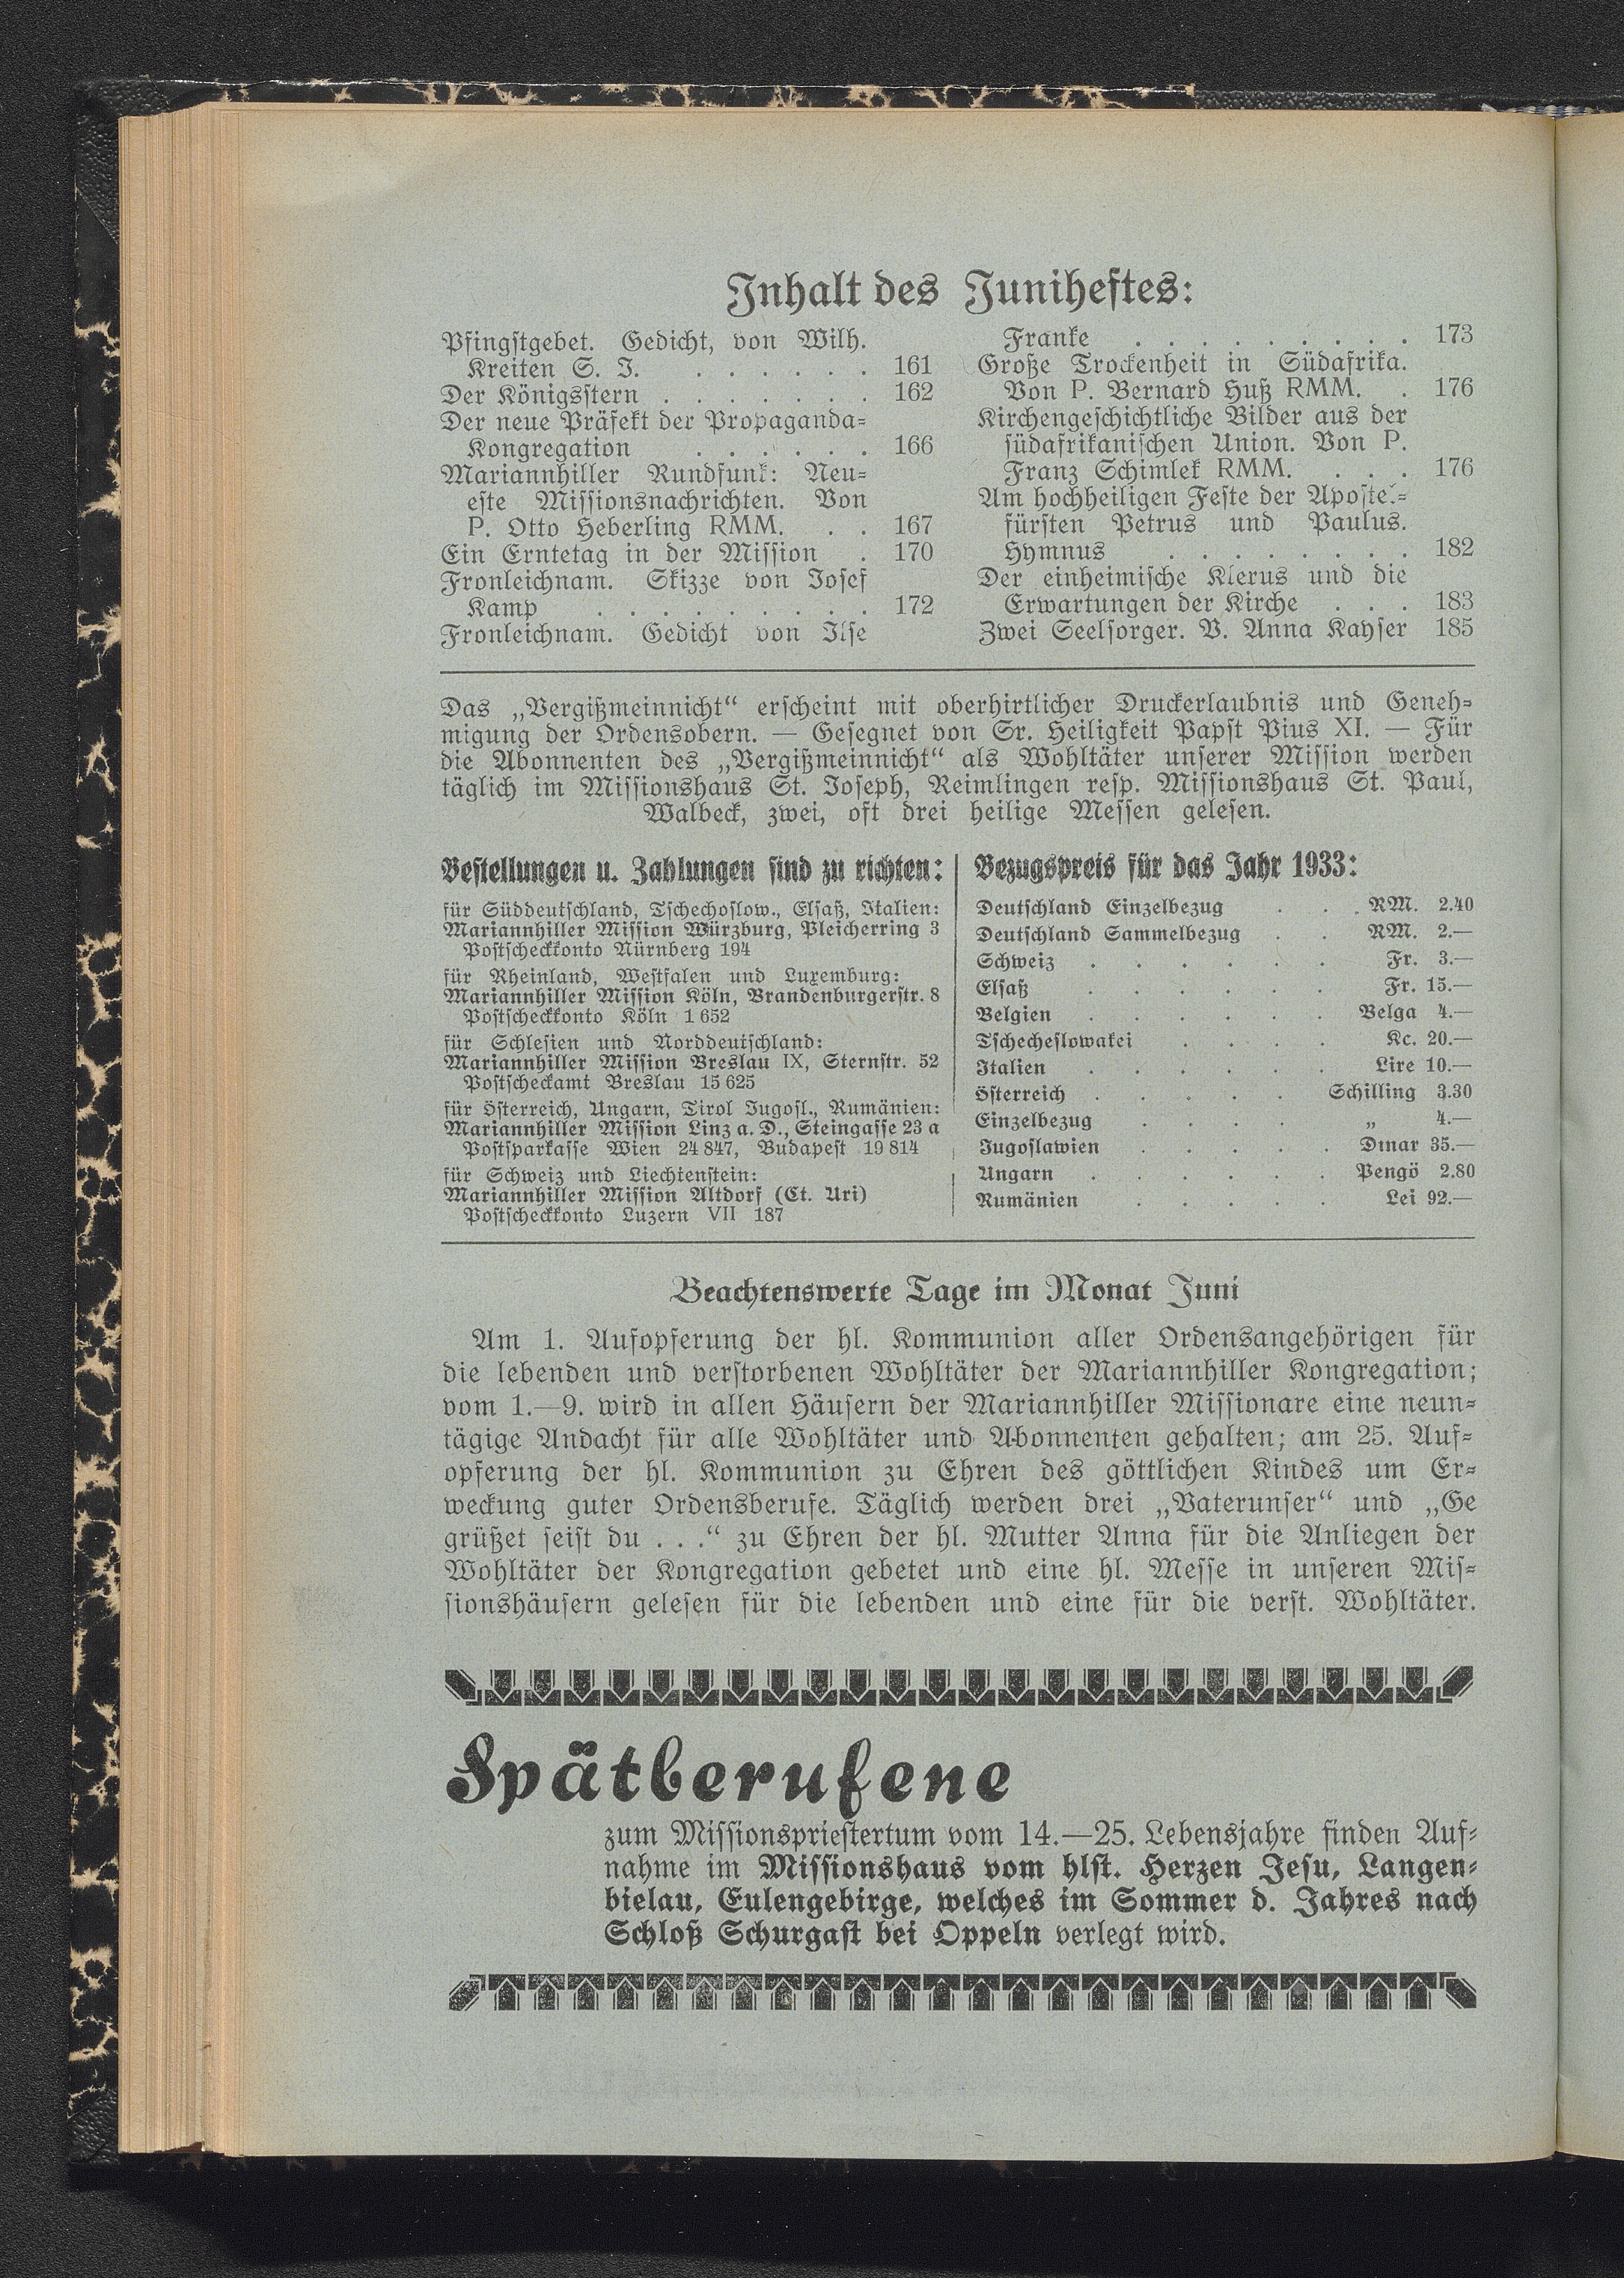 Inhalt des Juniheftes:
Pfingstgebet. Gedicht, von Wilh.
Kreiten S. J. . . . . . . 161
Der Königsstern . . . . . . . 162
Der neue Präfekt der Propaganda-
Kongregation . . . . . . 166
Mariannhiller Rundfunk: Neu-
este Missionsnachrichten. Von
P. Otto Heberling RMM. . . 167
Ein Erntetag in der Mission . 170
Fronleichnam. Skizze von Josef
Kamp . . . . . . . . . 172
Fronleichnam. Gedicht von Ilse
Franke . . . . . . . . . 173
Große Trockenheit in Südafrika.
Von P. Bernard Huß RMM. . 176
Kirchengeschichtliche Bilder aus der
südafrikanischen Union. Von P.
Franz Schimlek RMM. . . . 176
Am hochheiligen Feste der Apostel-
fürsten Petrus und Paulus.
Hymnus . . . . . . . . 182
Der einheimische Klerus und die
Erwartungen der Kirche . . . 183
Zwei Seelsorger. V. Anna Kayser 185
Das „Vergißmeinnicht“ erscheint mit oberhirtlicher Druckerlaubnis und Geneh-
migung der Ordensobern. — Gesegnet von Sr. Heiligkeit Papst Pius XI. — Für
die Abonnenten des „Vergißmeinnicht“ als Wohltäter unserer Mission werden
täglich im Missionshaus St. Joseph, Reimlingen resp. Missionshaus St. Paul,
Walbeck, zwei, oft drei heilige Messen gelesen.
Bestellungen u. Zahlungen sind zu richten:
für Süddeutschland, Tschechoslow., Elsaß, Italien:
Mariannhiller Mission Würzburg, Pleicherring 3
Postscheckkonto Nürnberg 194
für Rheinland, Westfalen und Luxemburg:
Mariannhiller Mission Köln, Brandenburgerstr. 8
Postscheckkonto Köln 1 652
für Schlesien und Norddeutschland:
Mariannhiller Mission Breslau IX, Sternstr. 52
Postscheckamt Breslau 15 625
für Österreich, Ungarn, Tirol Jugosl., Rumänien:
Mariannhiller Mission Linz a. D., Steingasse 23 a
Postsparkasse Wien 24 847, Budapest 19 814
für Schweiz und Liechtenstein:
Mariannhiller Mission Altdorf (Ct. Uri)
Postscheckkonto Luzern VII 187
Bezugspreis für das Jahr 1933:
Deutschland Einzelbezug . . . RM. 2.40
Deutschland Sammelbezug . . RM. 2.—
Schweiz . . . . . . Fr. 3.—
Elsaß . . . . . . Fr. 15.—
Belgien . . . . . . Belga 4.—
Tschecheslowakei . . . . Kc. 20.—
Italien . . . . . . Lire 10.—
Österreich . . . . . Schilling 3.30
Einzelbezug . . . . „ 4.—
Jugoslawien . . . . . Dinar 35.—
Ungarn . . . . . . Pengö 2.80
Rumänien . . . . . Lei 92.—
Beachtenswerte Tage im Monat Juni
Am 1. Aufopferung der hl. Kommunion aller Ordensangehörigen für
die lebenden und verstorbenen Wohltäter der Mariannhiller Kongregation;
vom 1.—9. wird in allen Häusern der Mariannhiller Missionare eine neun-
tägige Andacht für alle Wohltäter und Abonnenten gehalten; am 25. Auf-
opferung der hl. Kommunion zu Ehren des göttlichen Kindes um Er-
weckung guter Ordensberufe. Täglich werden drei „Vaterunser“ und „Ge
grüßet seist du . . .“ zu Ehren der hl. Mutter Anna für die Anliegen der
Wohltäter der Kongregation gebetet und eine hl. Messe in unseren Mis-
sionshäusern gelesen für die lebenden und eine für die verst. Wohltäter.
Spätberufene
zum Missionspriestertum vom 14.—25. Lebensjahre finden Auf-
nahme im Missionshaus vom hlst. Herzen Jesu, Langen-
bielau, Eulengebirge, welches im Sommer d. Jahres nach
Schloß Schurgast bei Oppeln verlegt wird.